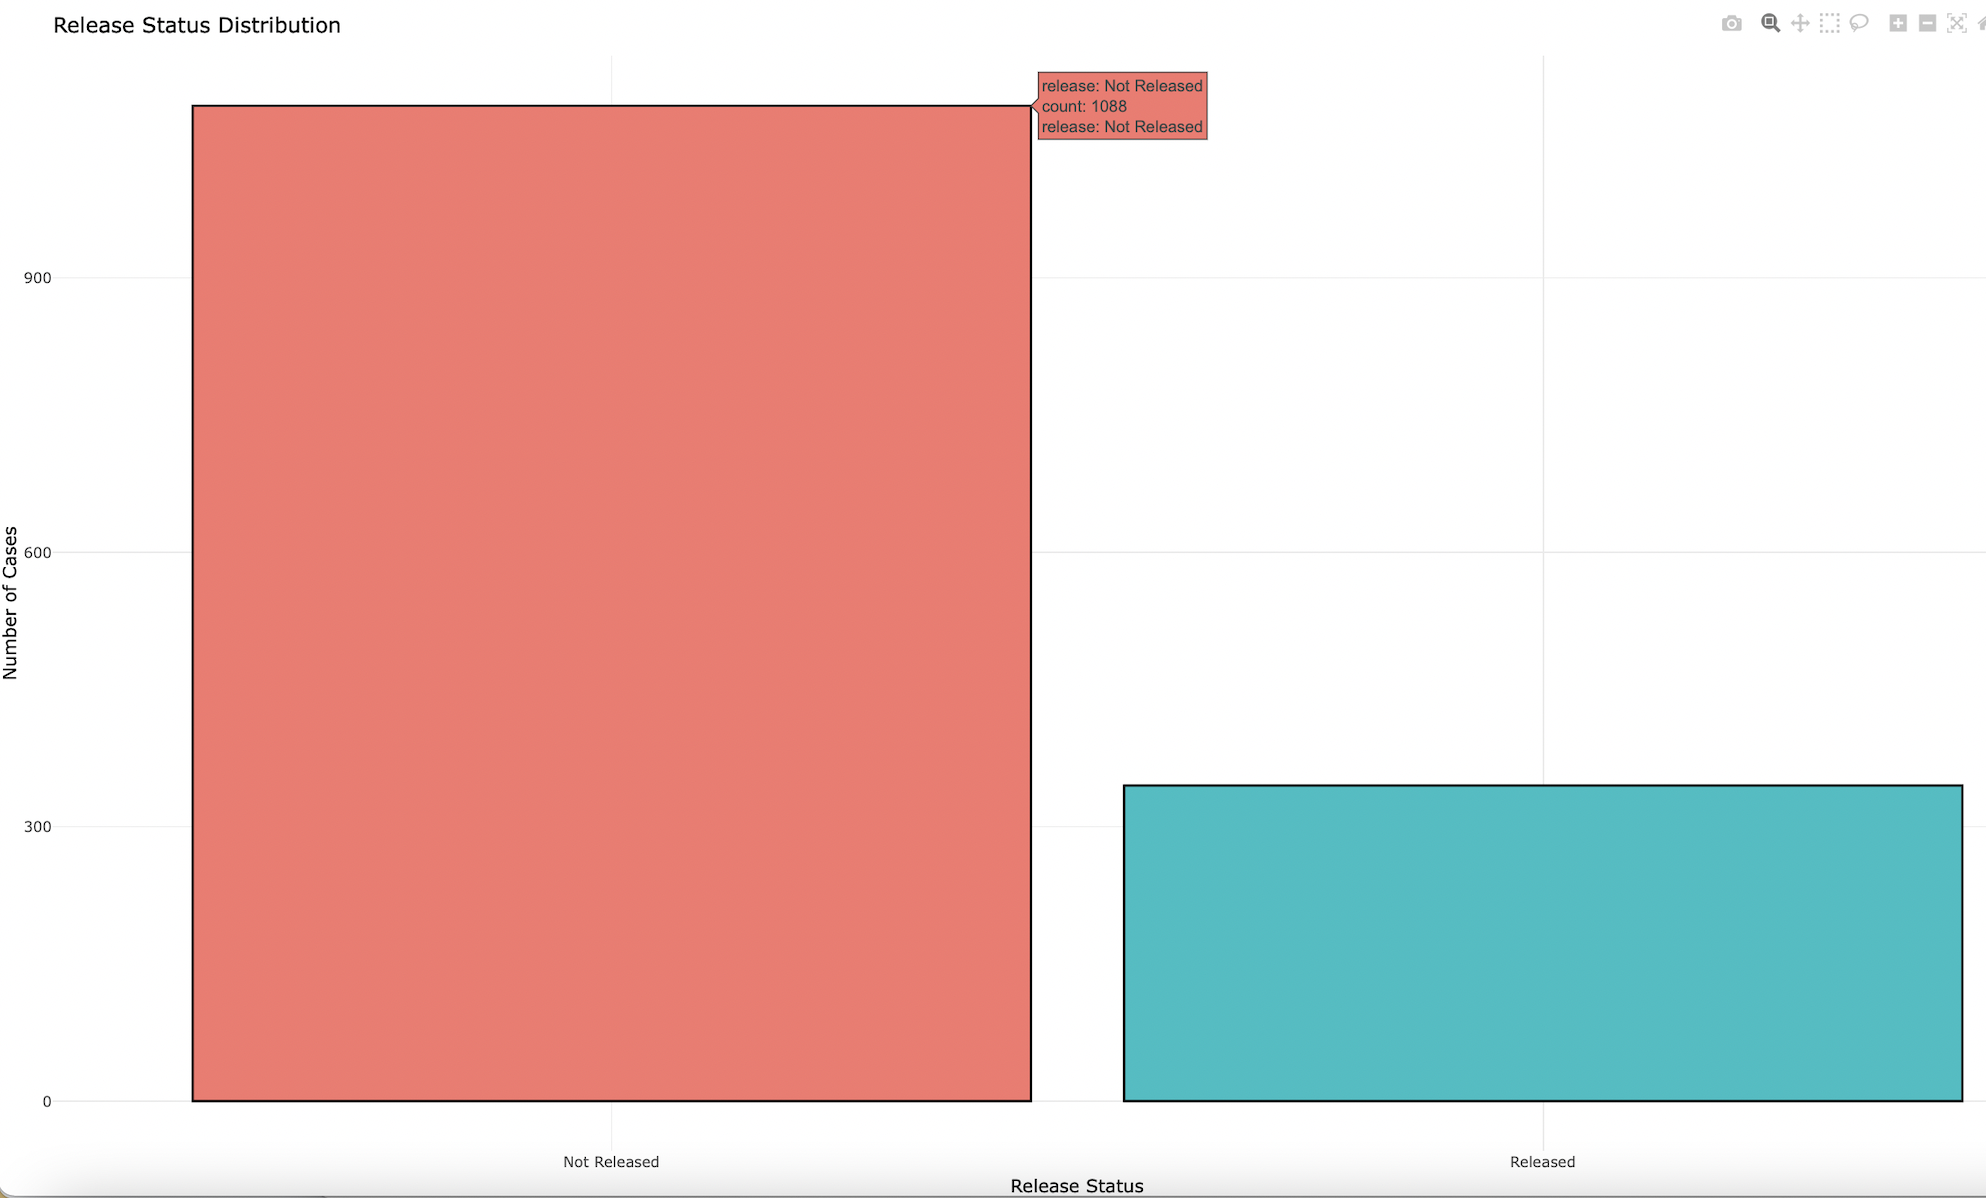 Release Status Distribution
release: Not Released
count: 1088
release: Not Released
900
600
300
0
Number of Cases
Not Released
Released
Release Status